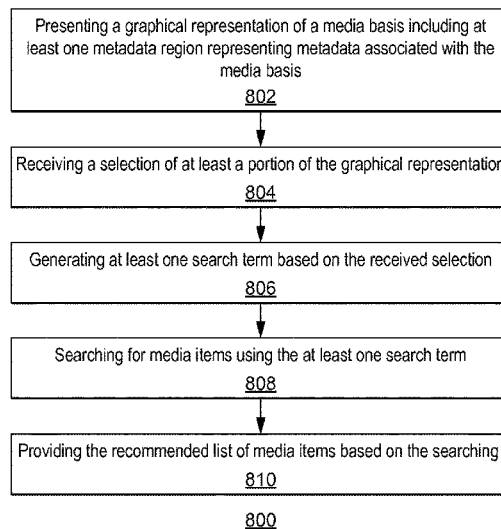 Presenting a graphical representation of a media basis including at
least one metadata region representing metadata associated with the
media basis
802
Receiving a selection of at least a portion of the graphical representation
804
Generating at least one search term based on the received selection
806
Searching for media items using the at least one search term
808
Providing the recommended list of media items based on the searching
810
800